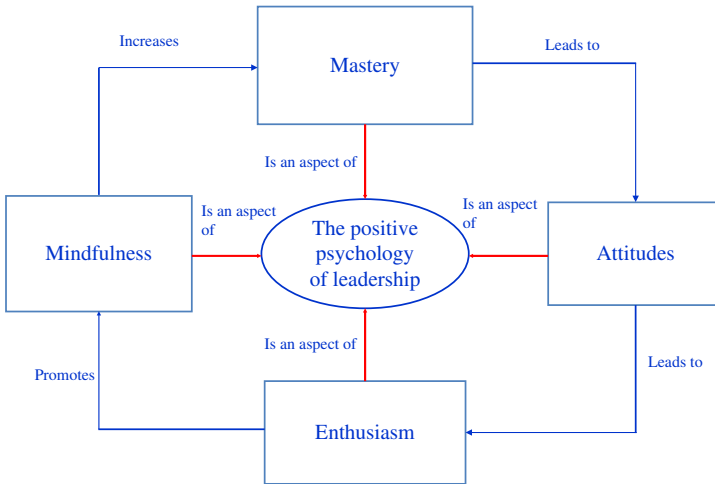 Increases
Mastery
Leads to
Is an aspect of
Mindfulness
Is an aspect
of
The positive
psychology
of leadership
Is an aspect
of
Attitudes
Is an aspect of
Promotes
Leads to
Enthusiasm